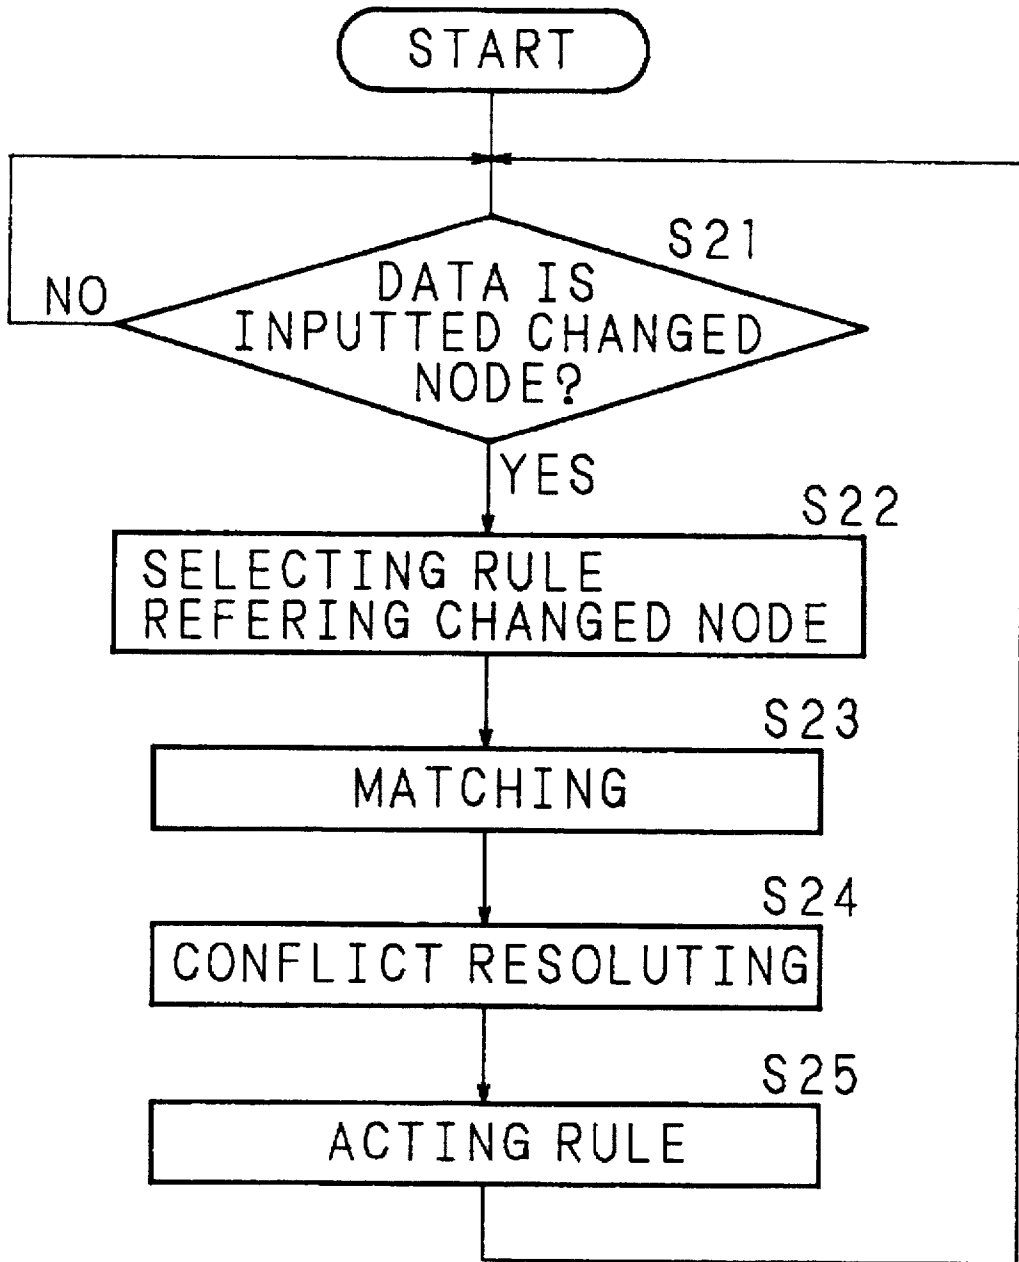 START
S21
DATA IS
INPUTTED CHANGED
NODE?
NO
YES
S22
SELECTING RULE
REFERING CHANGED NODE
S23
MATCHING
S24
CONFLICT RESOLUTING
S25
ACTING RULE